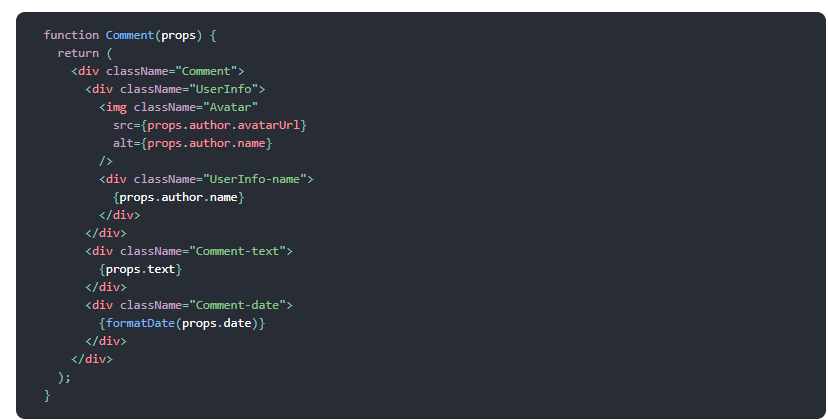 function Comment(props) {
  return (
    <div className="Comment">
      <div className="UserInfo">
        <img className="Avatar"
          src={props.author.avatarUrl}
          alt={props.author.name}
        />
        <div className="UserInfo-name">
          {props.author.name}
        </div>
      </div>
      <div className="Comment-text">
        {props.text}
      </div>
      <div className="Comment-date">
        {formatDate(props.date)}
      </div>
    </div>
  );
}